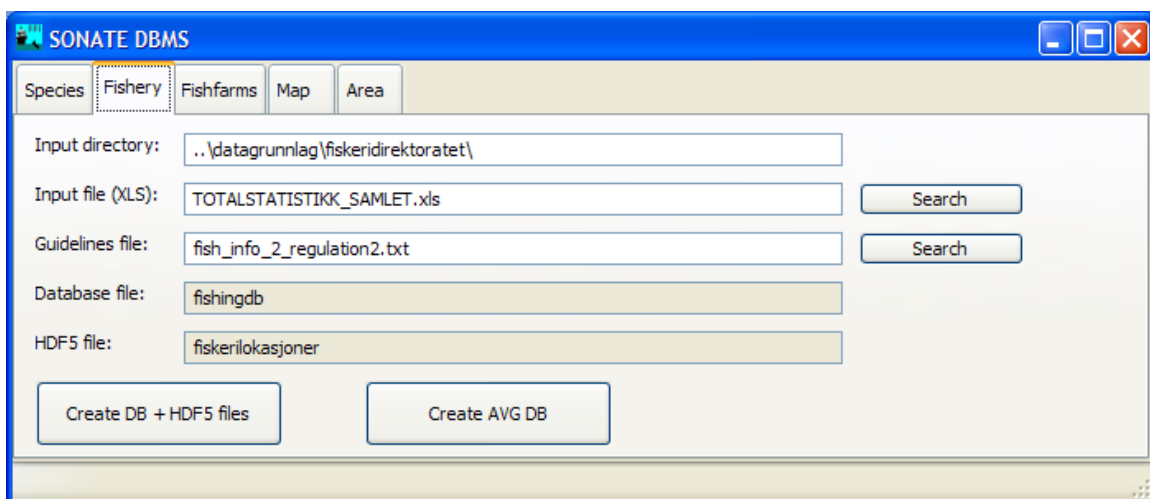 SONATE DBMS
Species Fishery Fishfarms Map Area
Input directory: ..\datagrunnlag\fiskeridirektoratet\
Input file (XLS): TOTALSTATISTIKK_SAMLET.xls Search
Guidelines file: fish_info_2_regulation2.txt Search
Database file: fishingdb
HDF5 file: fiskerilokasjoner
Create DB + HDF5 files Create AVG DB